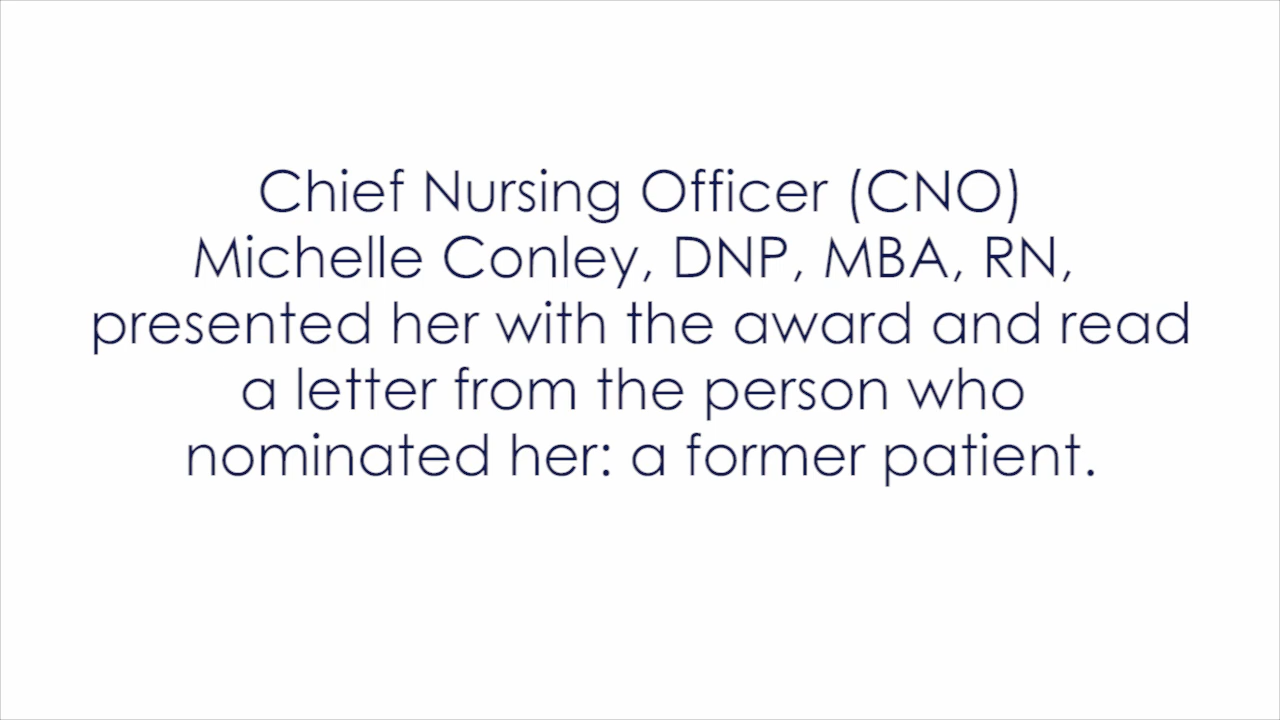 Chief Nursing Officer (CNO)
Michelle Conley, DNP, MBA, RN,
presented her with the award and read
a letter from the person who
nominated her: a former patient.